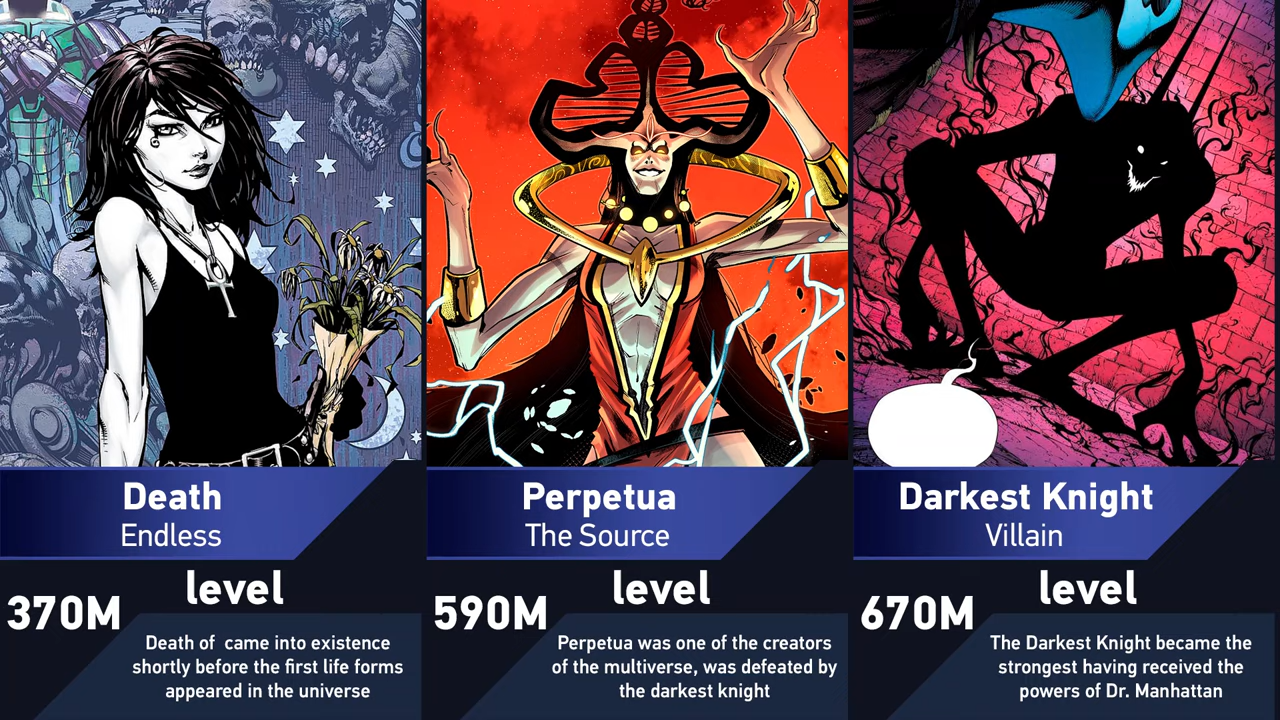 Death
Endless
level
370M
Death of came into existence
shortly before the first life forms
appeared in the universe
Perpetua
The Source
level
590M
Perpetua was one of the creators
of the multiverse, was defeated by
the darkest knight
Darkest Knight
Villain
level
670M
The Darkest Knight became the
strongest having received the
powers of Dr. Manhattan